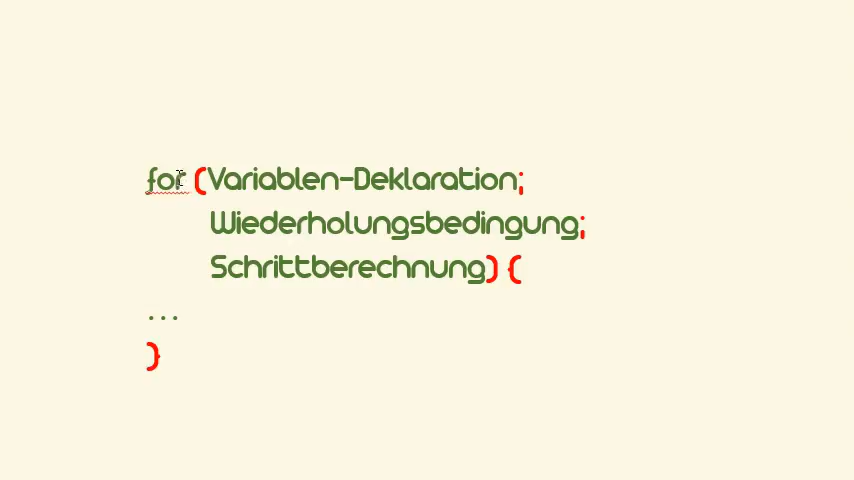 for (Variablen-Deklaration;
Wiederholungsbedingung;
Schrittberechnung) {
...
}